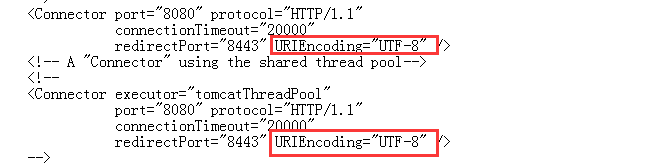 <Connector port="8080" protocol="HTTP/1.1"
connectionTimeout="20000"
redirectPort="8443" URIEncoding="UTF-8" />
<!-- A "Connector" using the shared thread pool-->
<!--
<Connector executor="tomcatThreadPool"
port="8080" protocol="HTTP/1.1"
connectionTimeout="20000"
redirectPort="8443" URIEncoding="UTF-8" />
-->